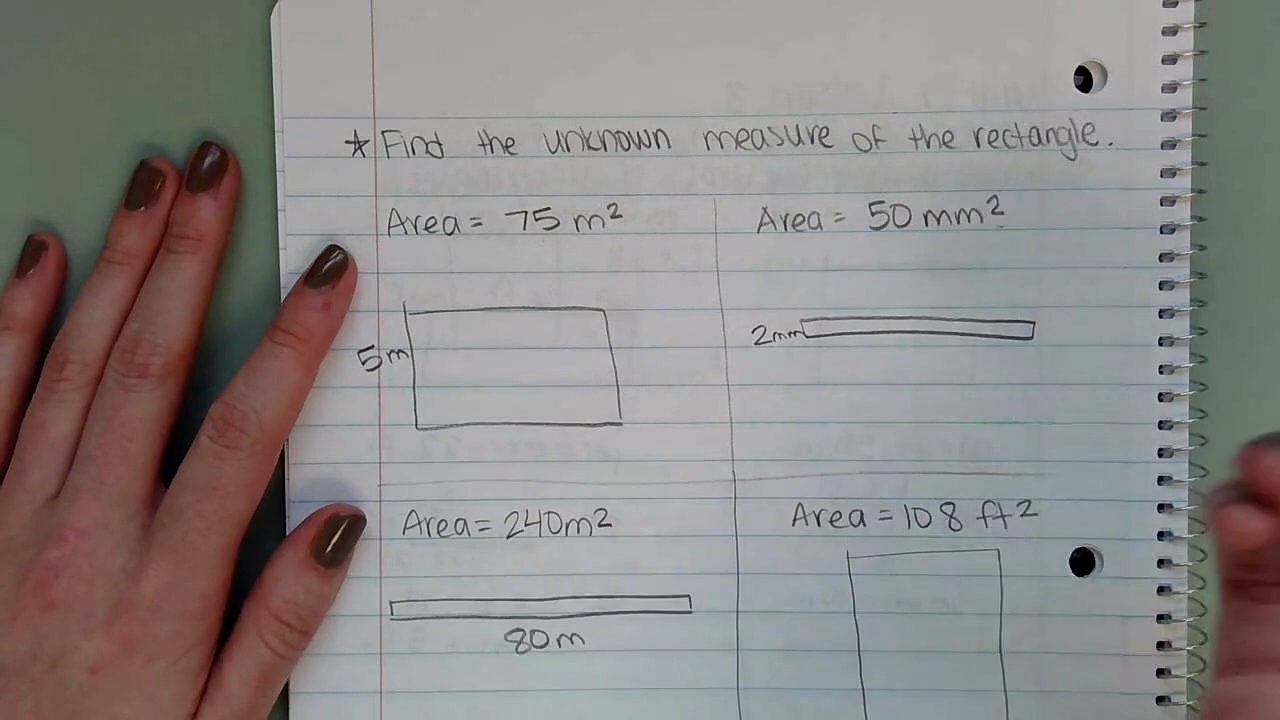 ★ Find the unknown measure of the rectangle.
Area = 75 m²
5m
Area = 50 mm²
2mm
Area = 240m²
80m
Area = 108 ft²